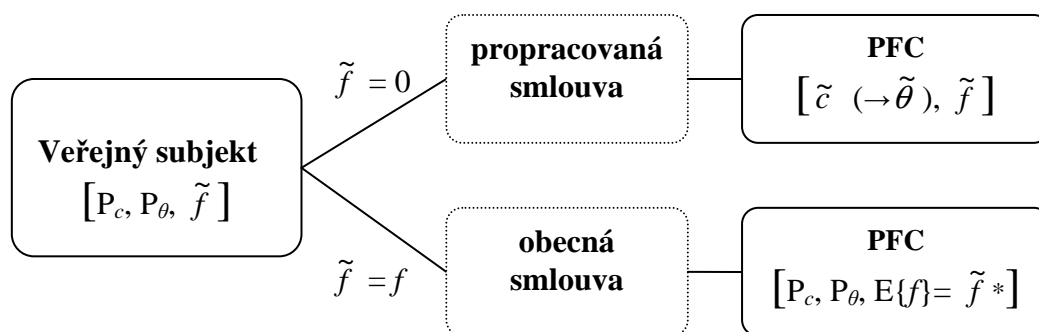 Veřejný subjekt
[P_c, P_θ, f̃ ]
f̃ = 0
propracovaná
smlouva
PFC
[ c̃ (→ θ̃ ), f̃ ]
f̃ = f
obecná
smlouva
PFC
[P_c, P_θ, E{f}= f̃ *]